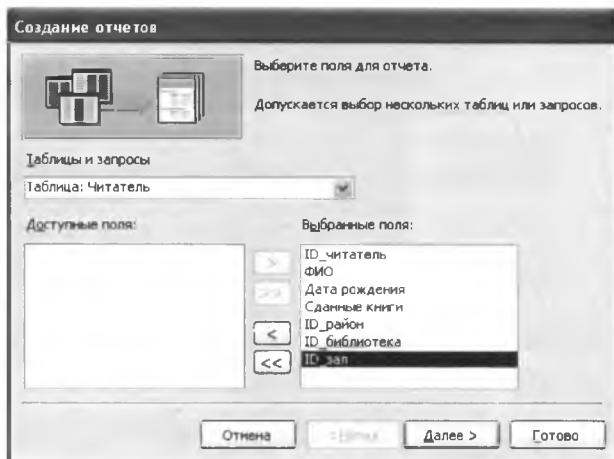 Создание отчетов
Выберите поля для отчета.
Допускается выбор нескольких таблиц или запросов.
Таблицы и запросы
Таблица: Читатель
Доступные поля:
Выбранные поля:
ID_читатель
ФИО
Дата рождения
Сданные книги
ID_район
ID_библиотека
ID_зал
>
>>
<
<<
Отмена
< Назад
Далее >
Готово